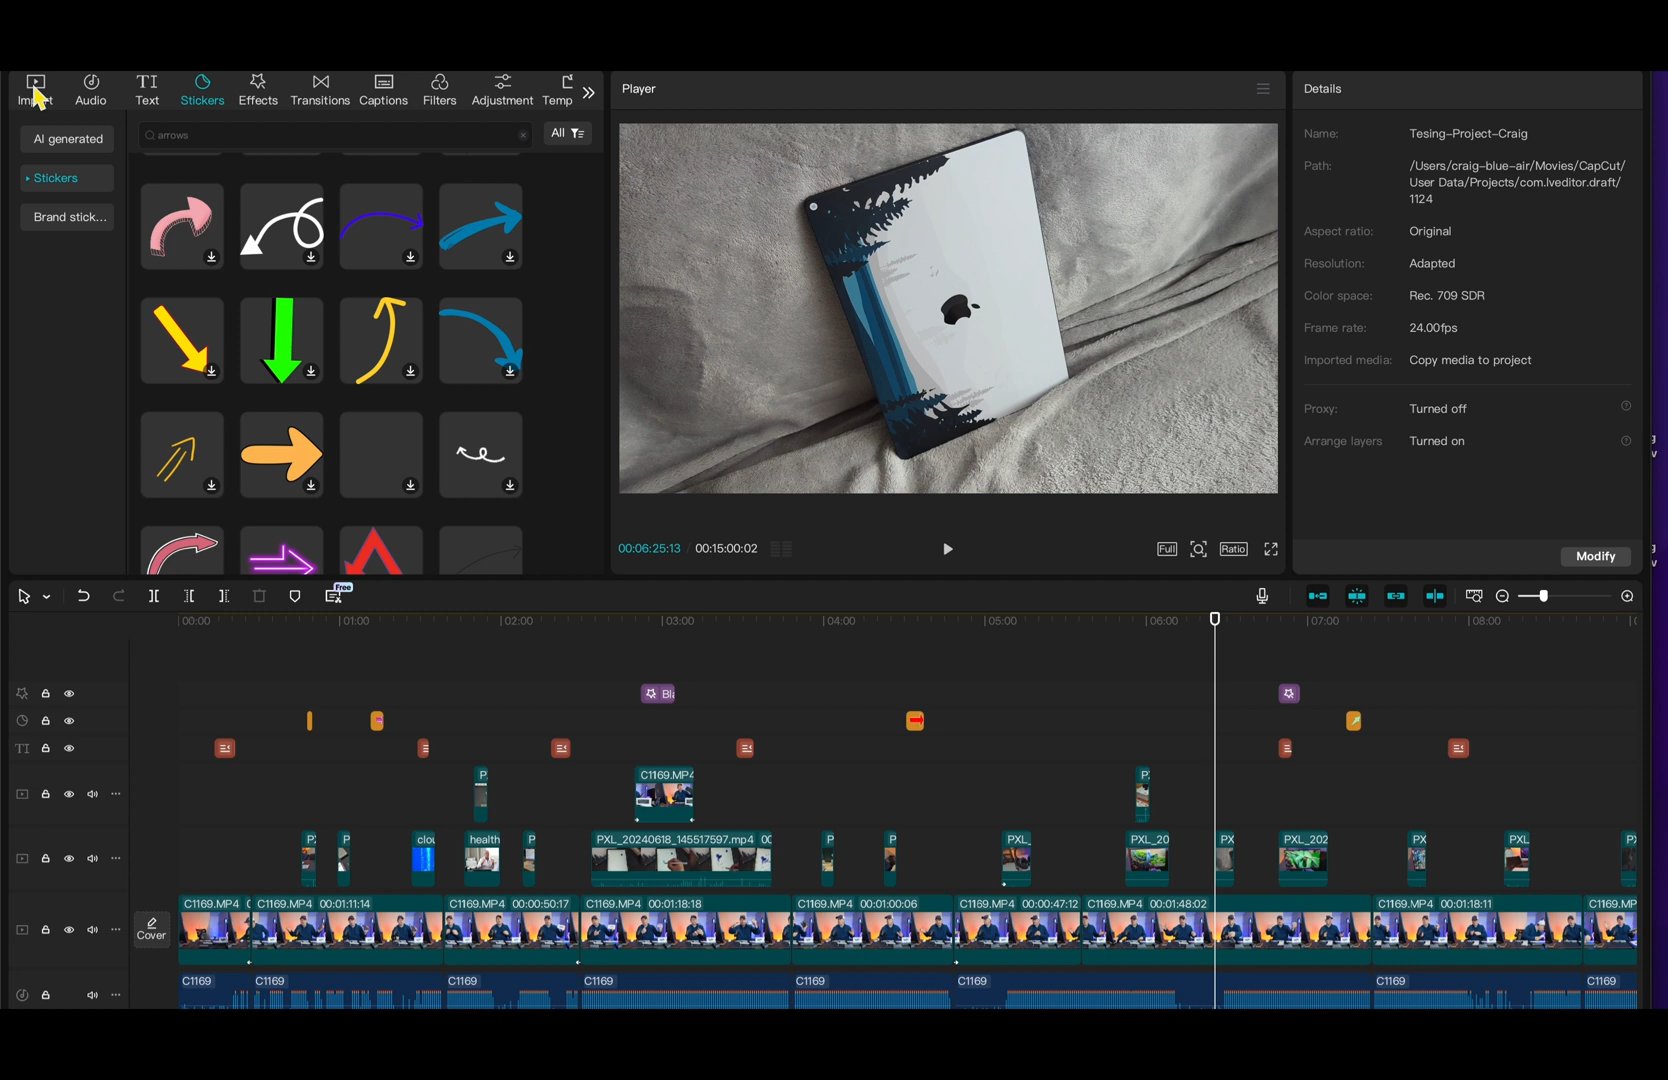 Import
Audio
TI
Text
Stickers
Effects
Transitions
Captions
Filters
Adjustment
Temp
Player
Details
AI generated
Stickers
Brand stick...
arrows
All
Name: Tesing-Project-Craig
Path: /Users/craig-blue-air/Movies/CapCut/
User Data/Projects/com.lveditor.draft/
1124
Aspect ratio: Original
Resolution: Adapted
Color space: Rec. 709 SDR
Frame rate: 24.00fps
Imported media: Copy media to project
Proxy: Turned off
Arrange layers Turned on
00:06:25:13 / 00:15:00:02
Full
Ratio
Modify
Free
00:00 01:00 02:00 03:00 04:00 05:00 06:00 07:00 08:00
Bla
TI
P C1169.MP4 P
PX P clou health P PXL_20240618_145517597.mp4 00 P P PXL_ PXL_20 PX PXL_202 PX PXL P
Cover
C1169.MP4 C1169.MP4 00:01:11:14 C1169.MP4 00:00:50:17 C1169.MP4 00:01:18:18 C1169.MP4 00:01:00:06 C1169.MP4 00:00:47:12 C1169.MP4 00:01:48:02 C1169.MP4 00:01:18:11 C1169.MP
C1169 C1169 C1169 C1169 C1169 C1169 C1169 C1169